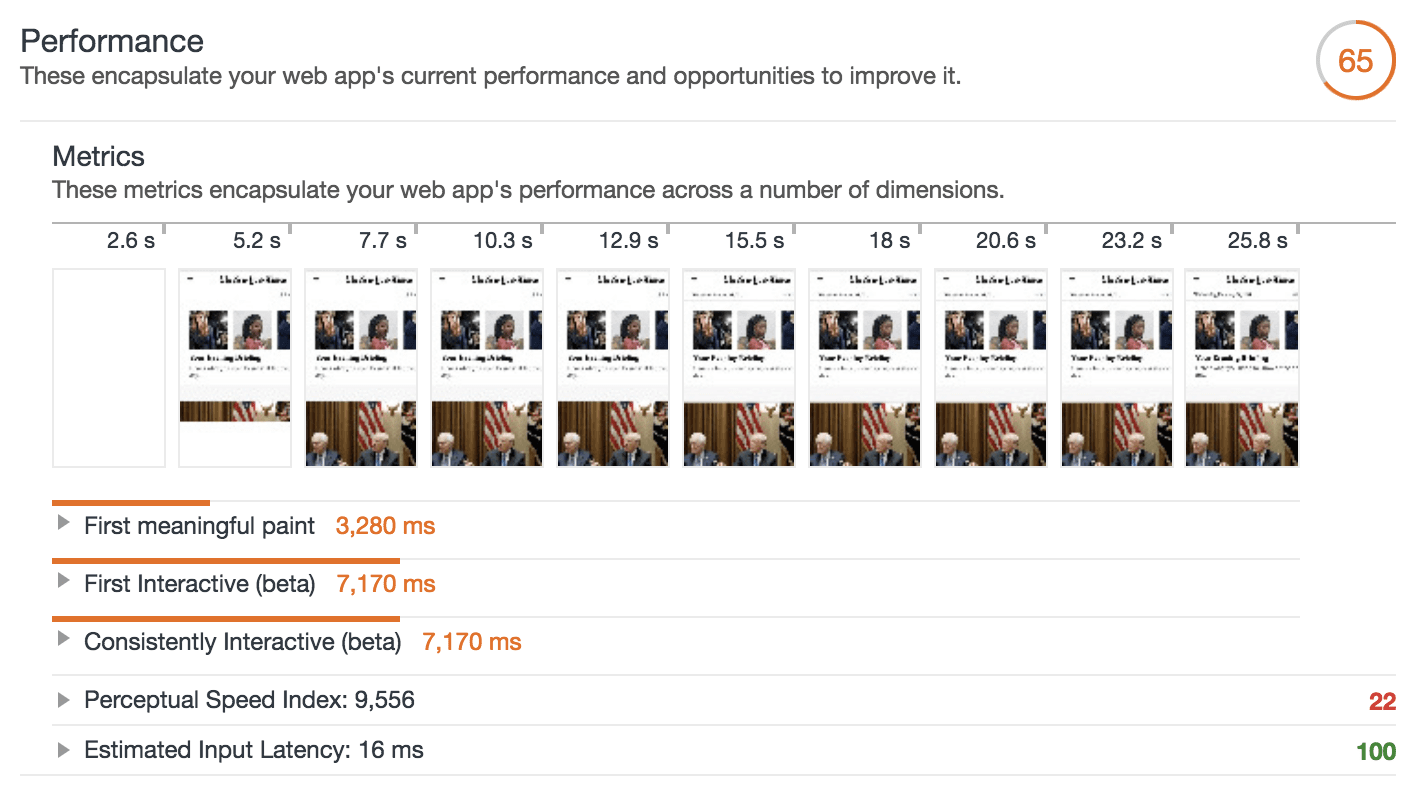 Performance
65
These encapsulate your web app's current performance and opportunities to improve it.
Metrics
These metrics encapsulate your web app's performance across a number of dimensions.
2.6 s 5.2 s 7.7 s 10.3 s 12.9 s 15.5 s 18 s 20.6 s 23.2 s 25.8 s
First meaningful paint 3,280 ms
First Interactive (beta) 7,170 ms
Consistently Interactive (beta) 7,170 ms
Perceptual Speed Index: 9,556 22
Estimated Input Latency: 16 ms 100